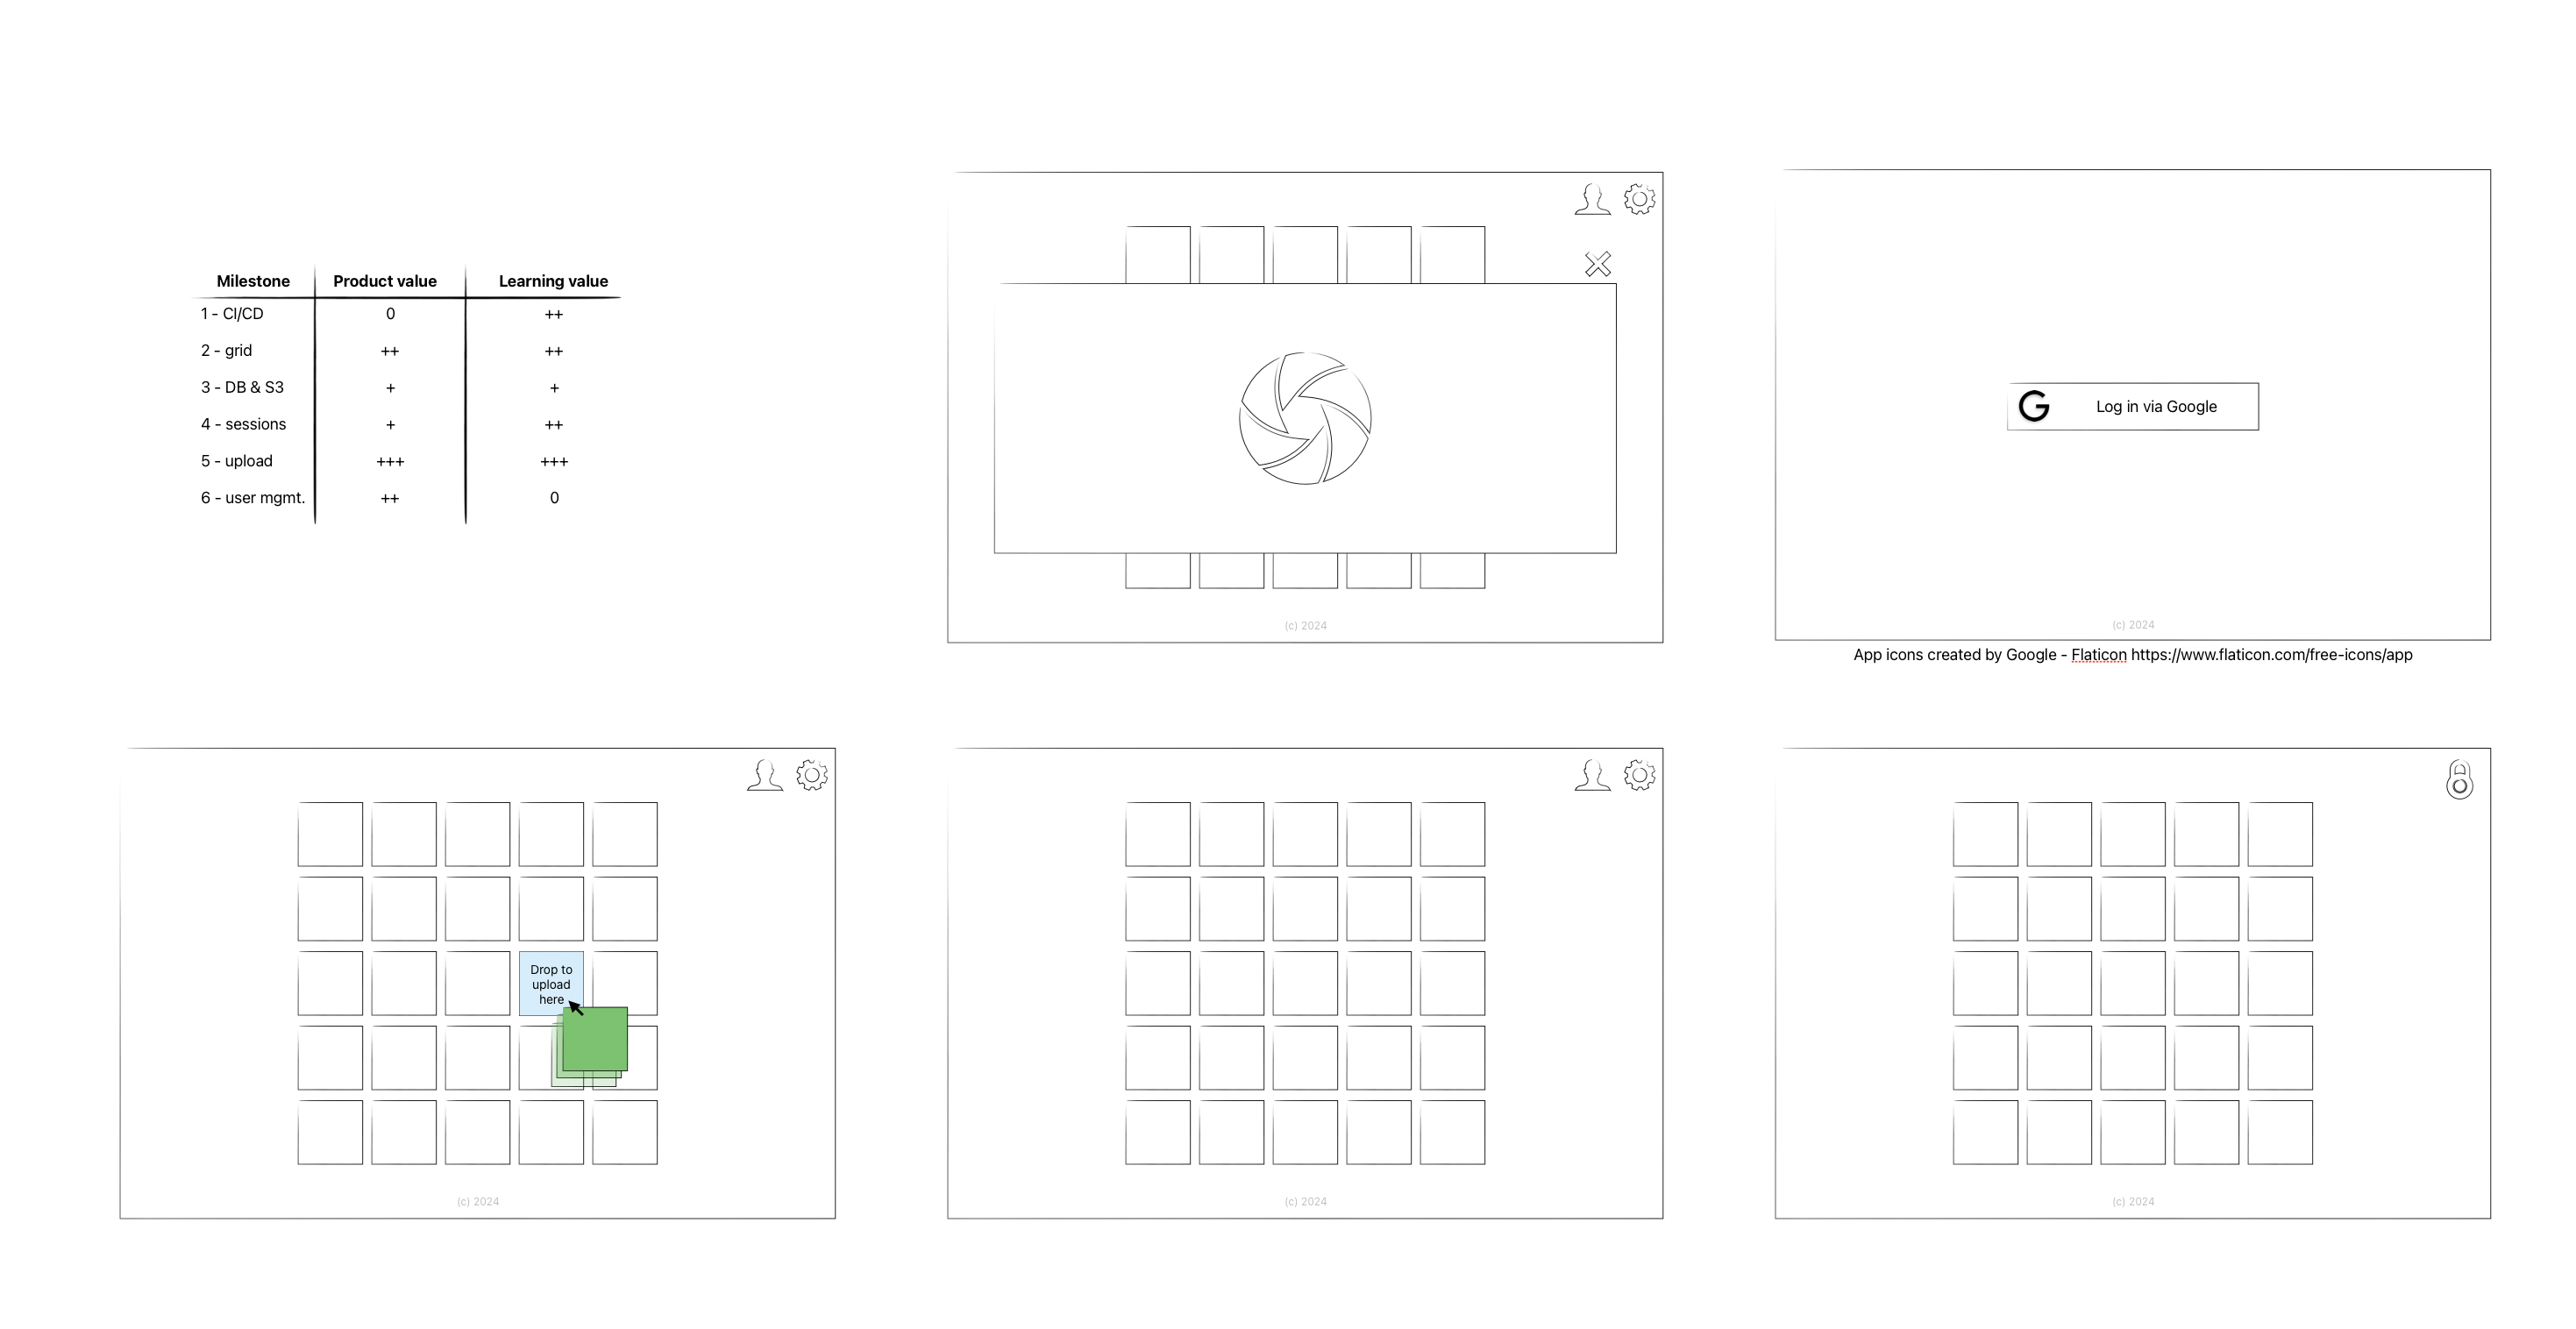 Milestone Product value Learning value
1 - CI/CD 0 ++
2 - grid ++ ++
3 - DB & S3 + +
4 - sessions + ++
5 - upload +++ +++
6 - user mgmt. ++ 0
(c) 2024
G Log in via Google
(c) 2024
App icons created by Google - Flaticon https://www.flaticon.com/free-icons/app
Drop to
upload
here
(c) 2024
(c) 2024
(c) 2024